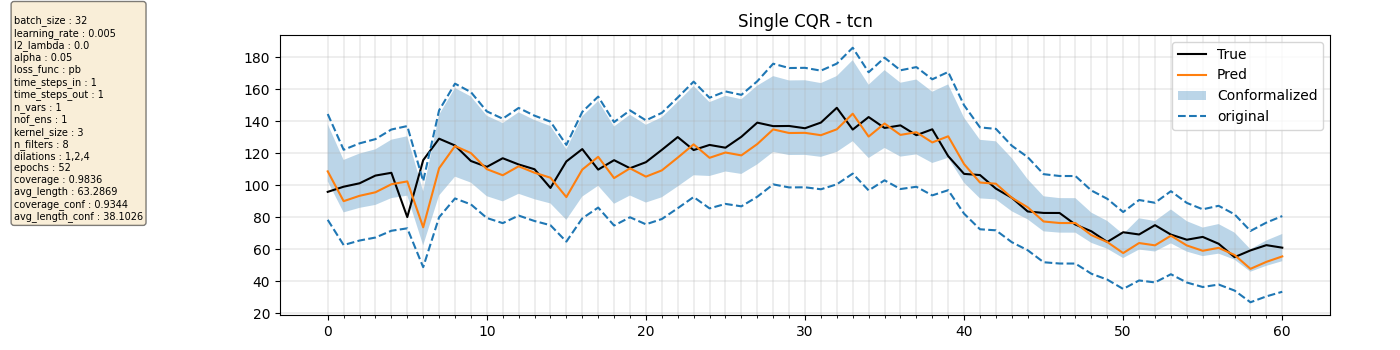 Single CQR - tcn
batch_size : 32
learning_rate : 0.005
l2_lambda : 0.0
alpha : 0.05
loss_func : pb
time_steps_in : 1
time_steps_out : 1
n_vars : 1
nof_ens : 1
kernel_size : 3
n_filters : 8
dilations : 1,2,4
epochs : 52
coverage : 0.9836
avg_length : 63.2869
coverage_conf : 0.9344
avg_length_conf : 38.1026
180
160
140
120
100
80
60
40
20
True
Pred
Conformalized
original
0 10 20 30 40 50 60